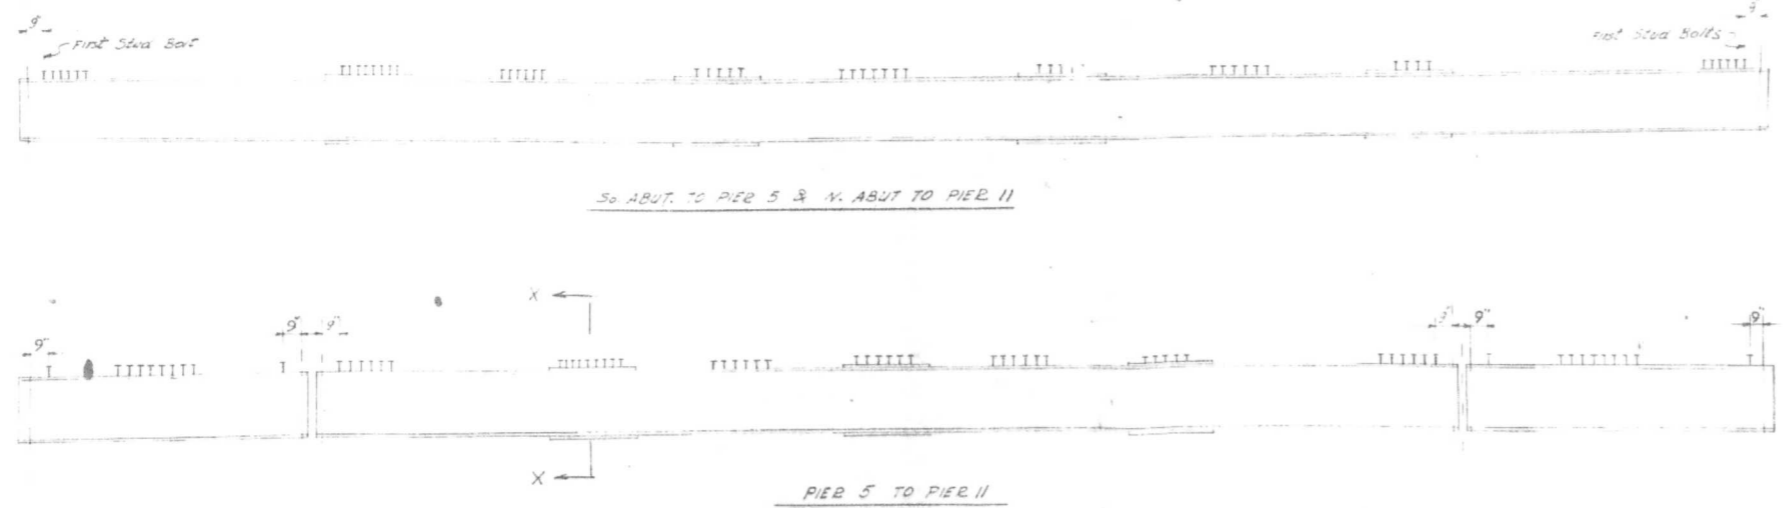 9"
9"
First Stud Bolt
First Stud Bolts
So. ABUT. TO PIER 5 & N. ABUT TO PIER 11
X
9"
9"
9"
9"
9"
9"
X
PIER 5 TO PIER 11